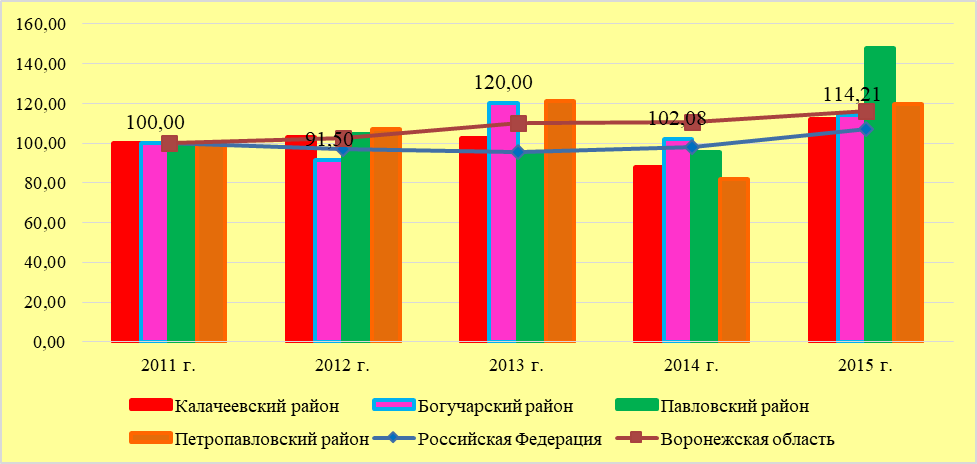 160,00
140,00
120,00
100,00
80,00
60,00
40,00
20,00
0,00
100,00
91,50
120,00
102,08
114,21
2011 г.
2012 г.
2013 г.
2014 г.
2015 г.
Калачеевский район
Богучарский район
Павловский район
Петропавловский район
Российская Федерация
Воронежская область